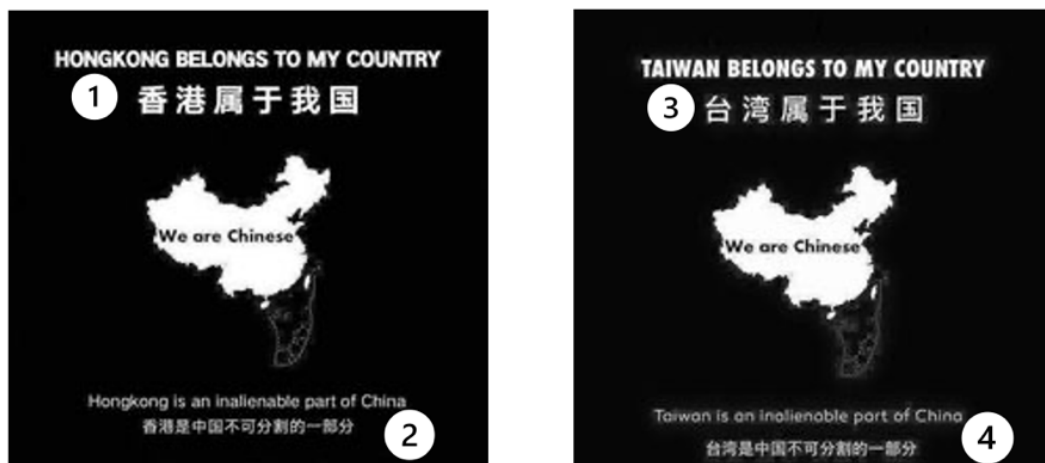 HONGKONG BELONGS TO MY COUNTRY
1 香港属于我国
We are Chinese
Hongkong is an inalienable part of China
香港是中国不可分割的一部分
2
TAIWAN BELONGS TO MY COUNTRY
3 台湾属于我国
We are Chinese
Taiwan is an inalienable part of China
台湾是中国不可分割的一部分
4